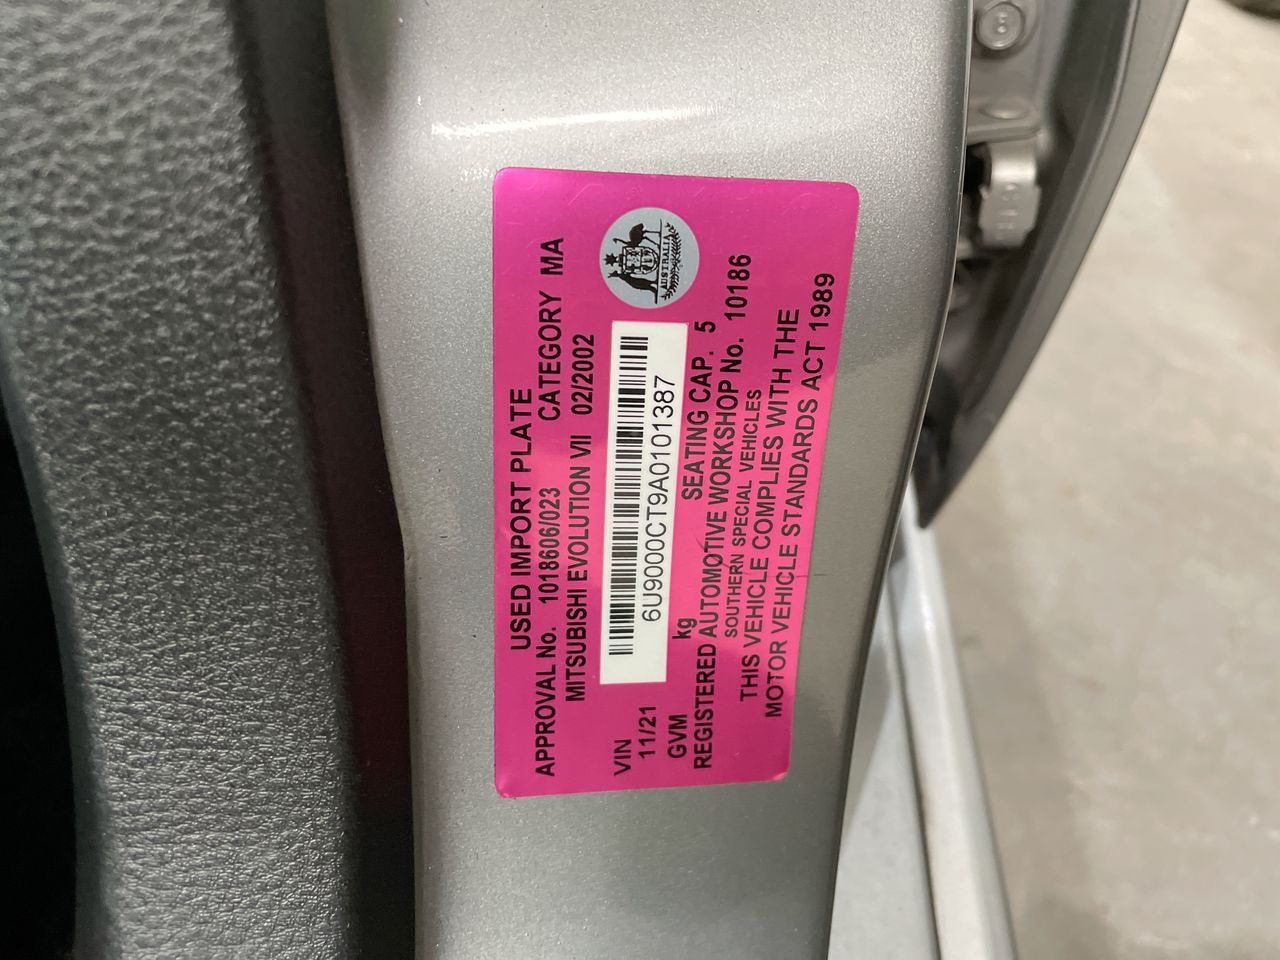 USED IMPORT PLATE
APPROVAL No. 1018606/023 CATEGORY MA
MITSUBISHI EVOLUTION VII 02/2002
AUSTRALIA
VIN 6U9000CT9A0101387
11/21
GVM kg SEATING CAP. 5
REGISTERED AUTOMOTIVE WORKSHOP No. 10186
SOUTHERN SPECIAL VEHICLES
THIS VEHICLE COMPLIES WITH THE
MOTOR VEHICLE STANDARDS ACT 1989